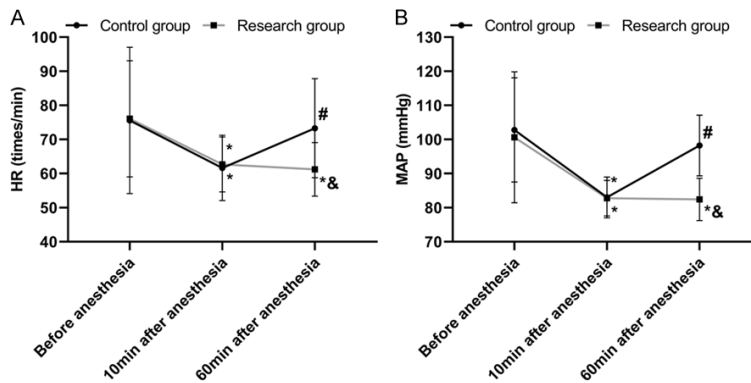 A
Control group
Research group
HR (times/min)
100
90
80
70
60
50
40
*
*
#
*&
Before anesthesia
10min after anesthesia
60min after anesthesia
B
Control group
Research group
MAP (mmHg)
130
120
110
100
90
80
70
*
*
#
*&
Before anesthesia
10min after anesthesia
60min after anesthesia